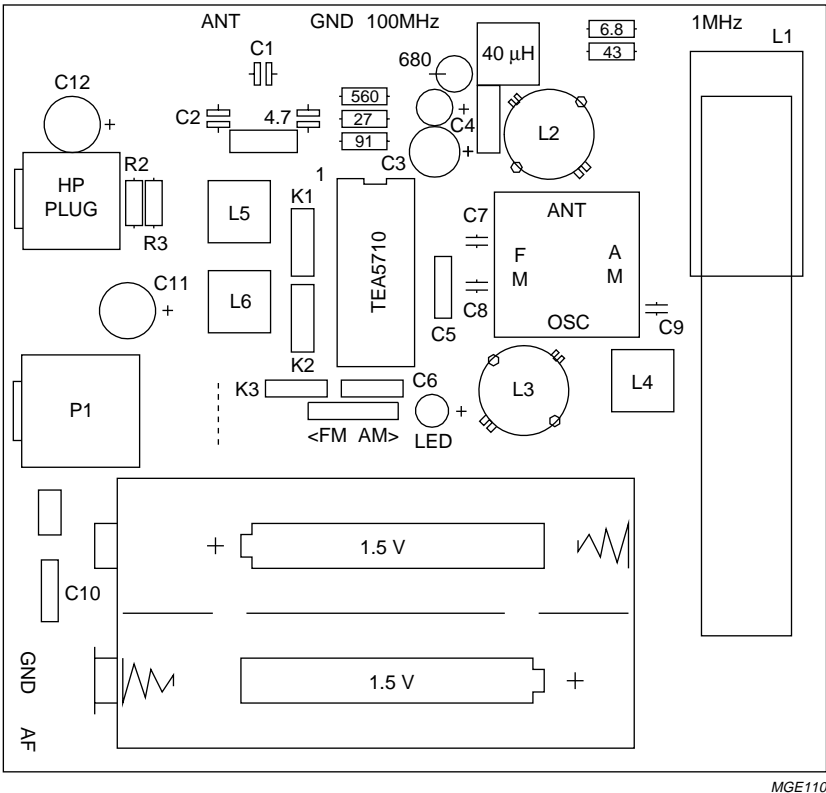 ANT GND 100MHz 1MHz
L1
C1
C12
680
40 µH
6.8
43
C2 4.7
560
27
91
C4
C3
L2
HP
PLUG
R2
R3
1
L5
K1
TEA5710
C7
ANT
F
M
A
M
OSC
C11
L6
C8
C5
C9
K2
P1
K3
C6
<FM AM>
LED
L3
L4
+ 1.5 V
C10
1.5 V +
GND
AF
MGE110